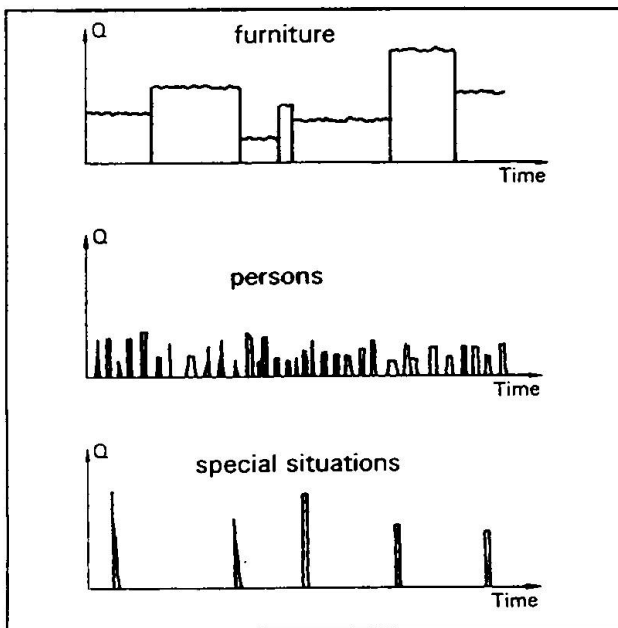 Q
furniture
Time
Q
persons
Time
Q
special situations
Time